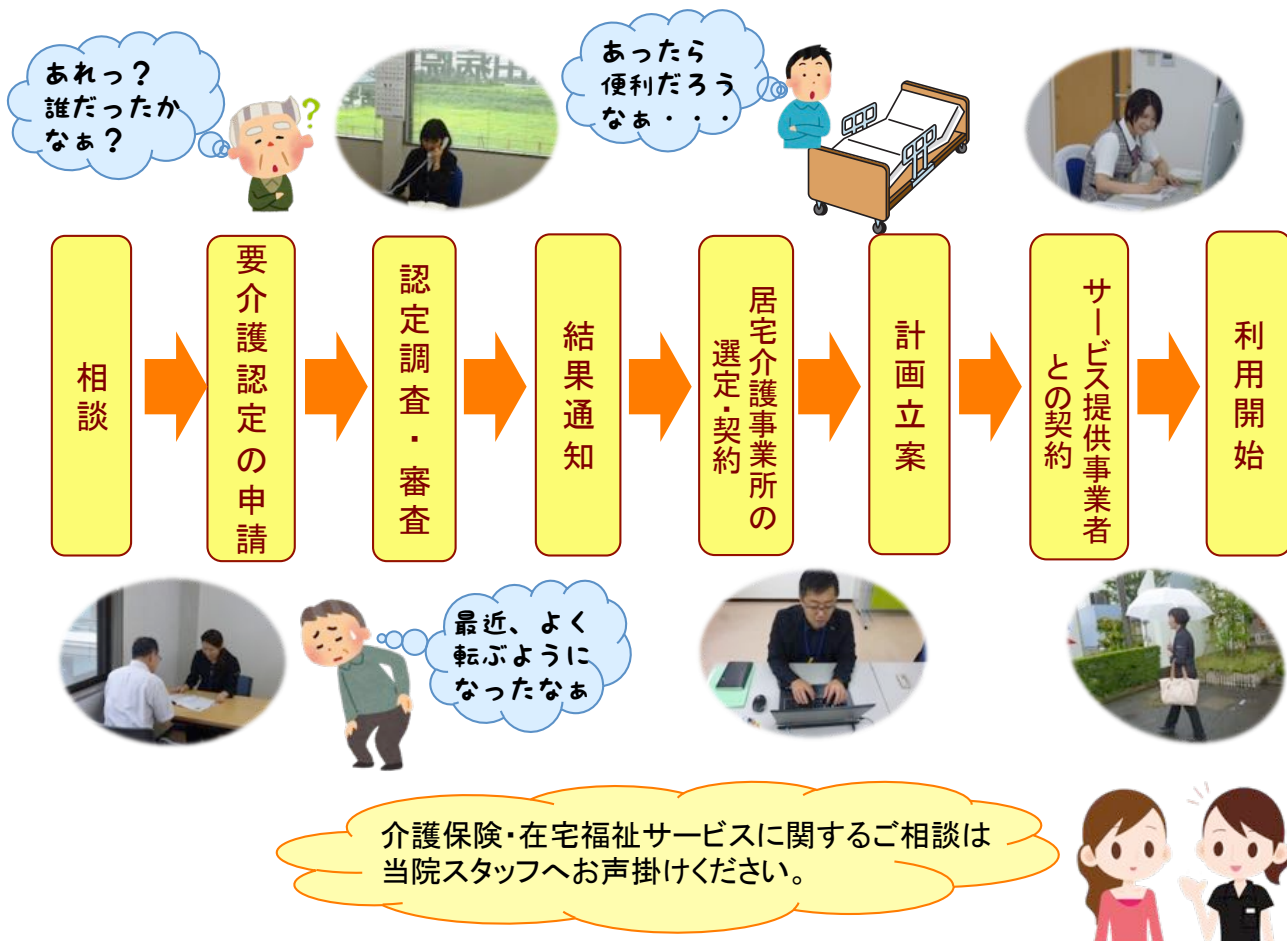 あれっ?
誰だったか
なぁ?
?
あったら
便利だろう
なぁ・・・
相談
要介護認定の申請
認定調査・審査
結果通知
居宅介護事業所の
選定・契約
計画立案
サービス提供事業者
との契約
利用開始
最近、よく
転ぶように
なったなぁ
介護保険・在宅福祉サービスに関するご相談は
当院スタッフへお声掛けください。